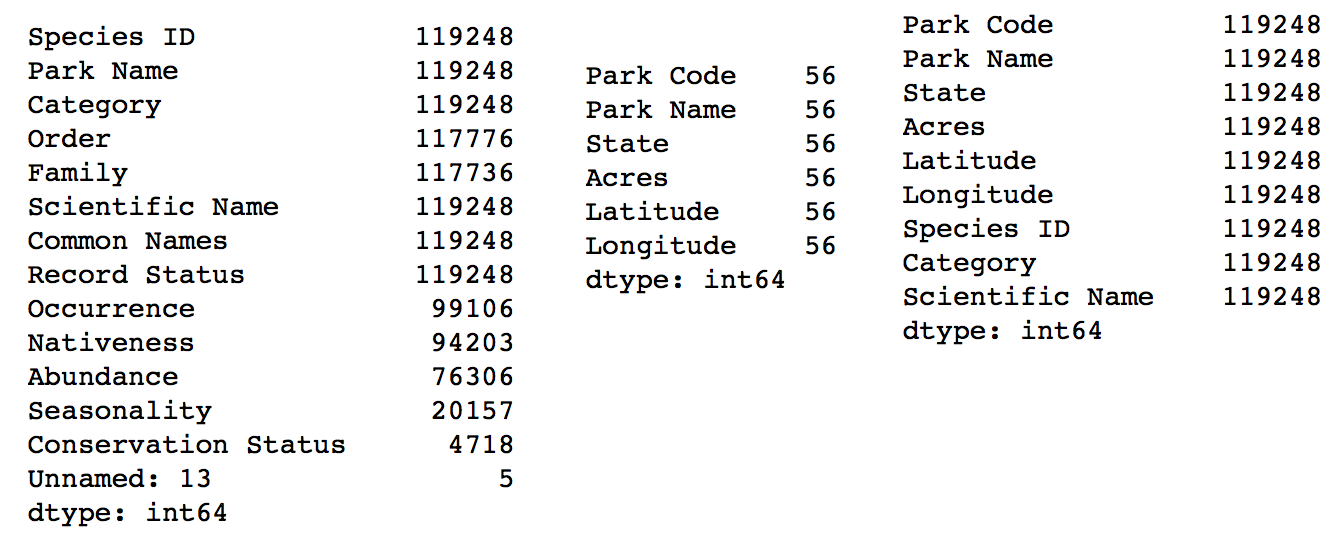 Species ID 119248
Park Name 119248
Category 119248
Order 117776
Family 117736
Scientific Name 119248
Common Names 119248
Record Status 119248
Occurrence 99106
Nativeness 94203
Abundance 76306
Seasonality 20157
Conservation Status 4718
Unnamed: 13 5
dtype: int64
Park Code 56
Park Name 56
State 56
Acres 56
Latitude 56
Longitude 56
dtype: int64
Park Code 119248
Park Name 119248
State 119248
Acres 119248
Latitude 119248
Longitude 119248
Species ID 119248
Category 119248
Scientific Name 119248
dtype: int64